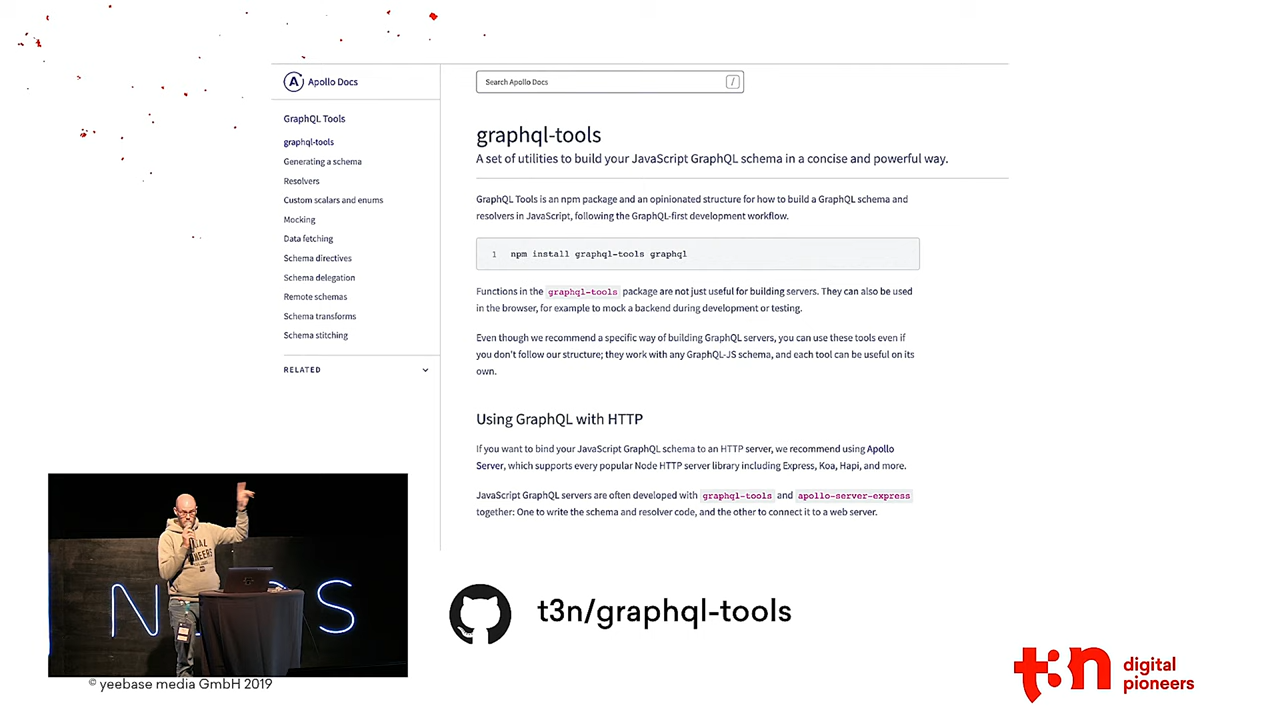 Apollo Docs
Search Apollo Docs
/
GraphQL Tools
graphql-tools
Generating a schema
Resolvers
Custom scalars and enums
Mocking
Data fetching
Schema directives
Schema delegation
Remote schemas
Schema transforms
Schema stitching
RELATED
graphql-tools
A set of utilities to build your JavaScript GraphQL schema in a concise and powerful way.
GraphQL Tools is an npm package and an opinionated structure for how to build a GraphQL schema and
resolvers in JavaScript, following the GraphQL-first development workflow.
1 npm install graphql-tools graphql
Functions in the graphql-tools package are not just useful for building servers. They can also be used
in the browser, for example to mock a backend during development or testing.
Even though we recommend a specific way of building GraphQL servers, you can use these tools even if
you don't follow our structure; they work with any GraphQL-JS schema, and each tool can be useful on its
own.
Using GraphQL with HTTP
If you want to bind your JavaScript GraphQL schema to an HTTP server, we recommend using Apollo
Server, which supports every popular Node HTTP server library including Express, Koa, Hapi, and more.
JavaScript GraphQL servers are often developed with graphql-tools and apollo-server-express
together: One to write the schema and resolver code, and the other to connect it to a web server.
t3n/graphql-tools
© yeebase media GmbH 2019
t3n digital
pioneers